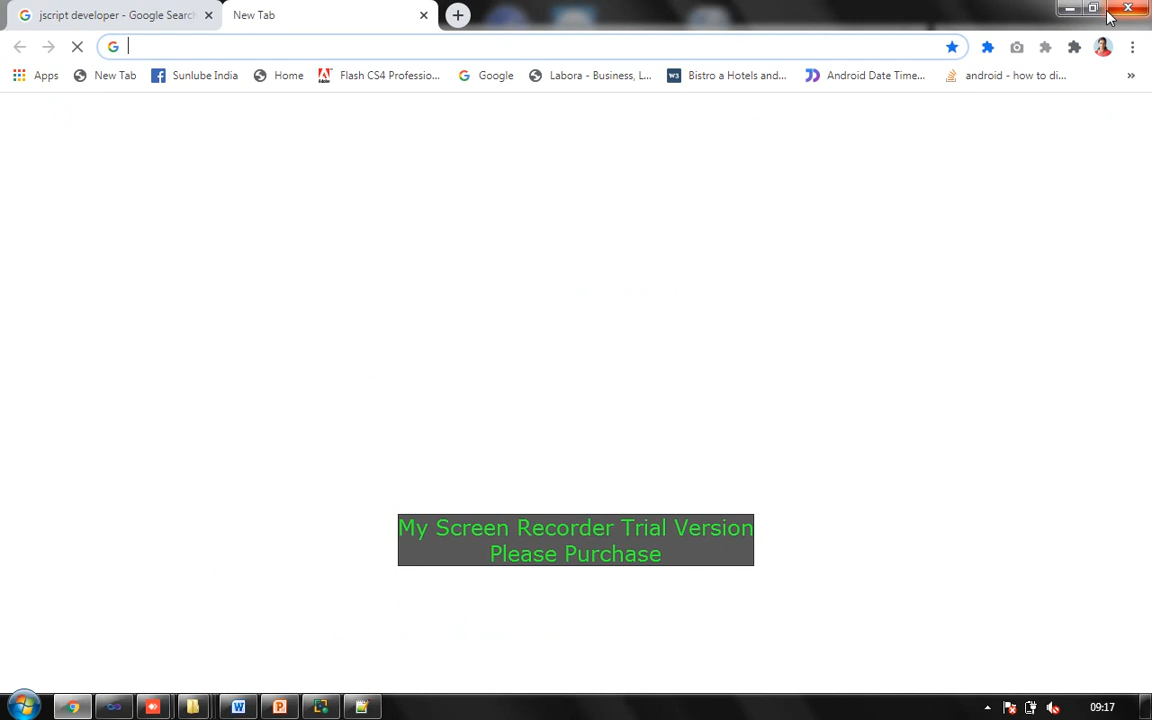 jscript developer - Google Search
New Tab
Apps
New Tab
Sunlube India
Home
Flash CS4 Professio...
Google
Labora - Business, L...
Bistro a Hotels and...
Android Date Time...
android - how to di...
»
My Screen Recorder Trial Version
Please Purchase
09:17